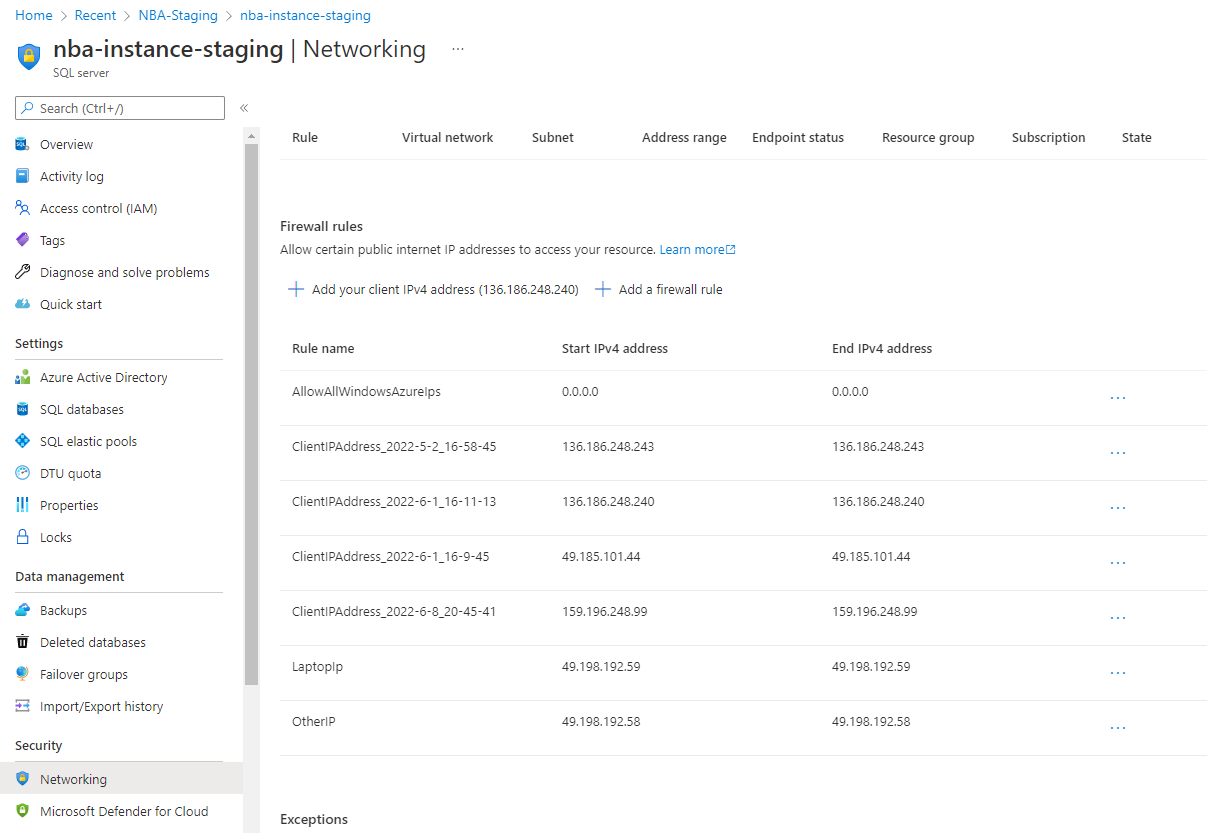 Home > Recent > NBA-Staging > nba-instance-staging
nba-instance-staging | Networking ...
SQL server
Search (Ctrl+/) «
Overview
Activity log
Access control (IAM)
Tags
Diagnose and solve problems
Quick start
Settings
Azure Active Directory
SQL databases
SQL elastic pools
DTU quota
Properties
Locks
Data management
Backups
Deleted databases
Failover groups
Import/Export history
Security
Networking
Microsoft Defender for Cloud
Rule Virtual network Subnet Address range Endpoint status Resource group Subscription State
Firewall rules
Allow certain public internet IP addresses to access your resource. Learn more
+ Add your client IPv4 address (136.186.248.240) + Add a firewall rule
Rule name Start IPv4 address End IPv4 address
AllowAllWindowsAzureIps 0.0.0.0 0.0.0.0 ...
ClientIPAddress_2022-5-2_16-58-45 136.186.248.243 136.186.248.243 ...
ClientIPAddress_2022-6-1_16-11-13 136.186.248.240 136.186.248.240 ...
ClientIPAddress_2022-6-1_16-9-45 49.185.101.44 49.185.101.44 ...
ClientIPAddress_2022-6-8_20-45-41 159.196.248.99 159.196.248.99 ...
LaptopIp 49.198.192.59 49.198.192.59 ...
OtherIP 49.198.192.58 49.198.192.58 ...
Exceptions